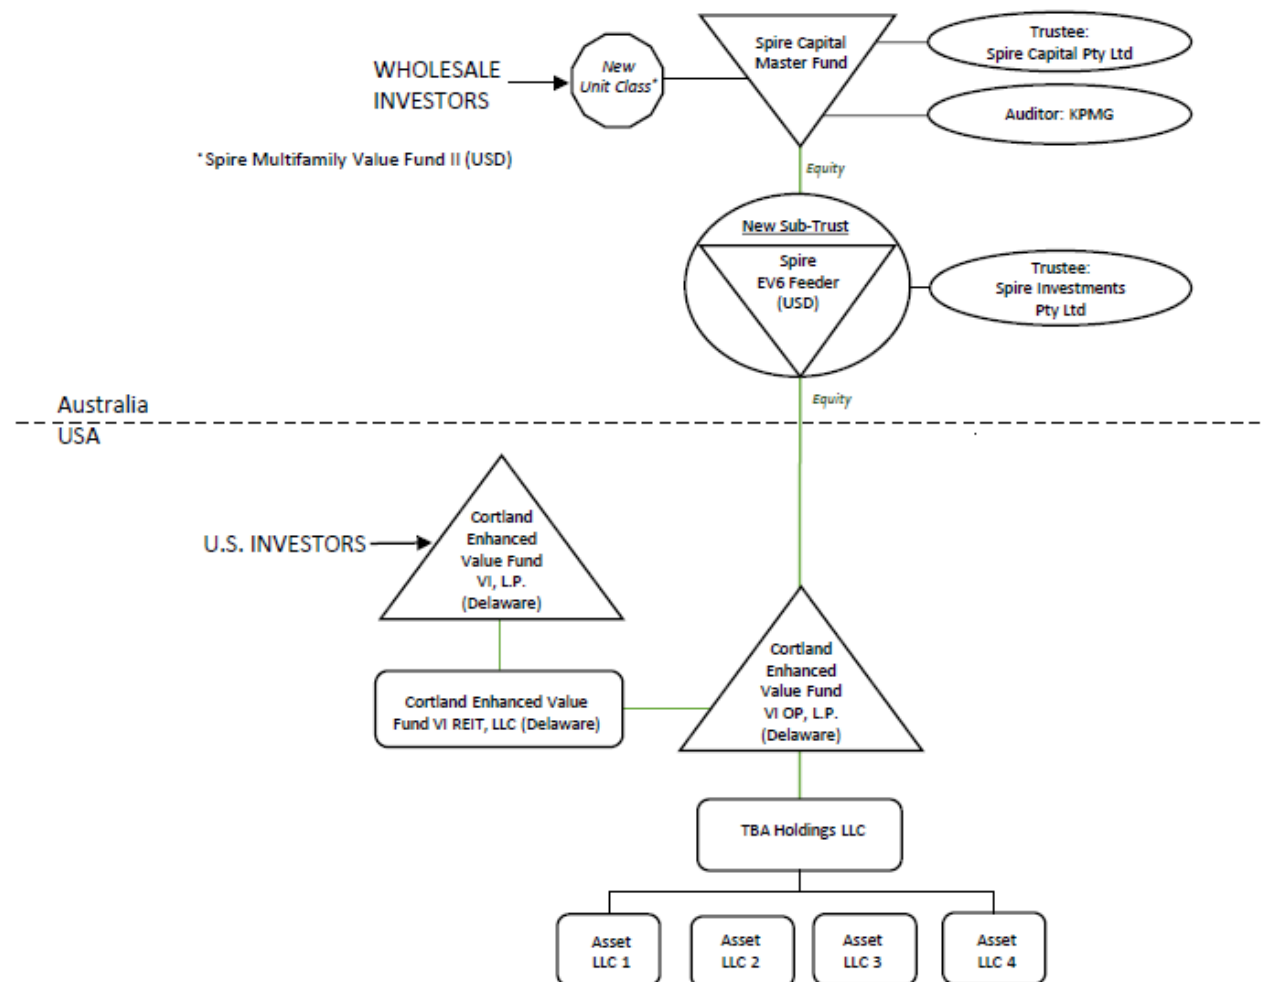 Spire Capital
Master Fund
Trustee:
Spire Capital Pty Ltd
WHOLESALE
INVESTORS
New
Unit Class*
Auditor: KPMG
*Spire Multifamily Value Fund II (USD)
Equity
New Sub-Trust
Spire
EV6 Feeder
(USD)
Trustee:
Spire Investments
Pty Ltd
Equity
Australia
USA
Cortland
Enhanced
Value Fund
VI, L.P.
(Delaware)
U.S. INVESTORS
Cortland
Enhanced
Value Fund
VI OP, L.P.
(Delaware)
Cortland Enhanced Value
Fund VI REIT, LLC (Delaware)
TBA Holdings LLC
Asset
LLC 1
Asset
LLC 2
Asset
LLC 3
Asset
LLC 4